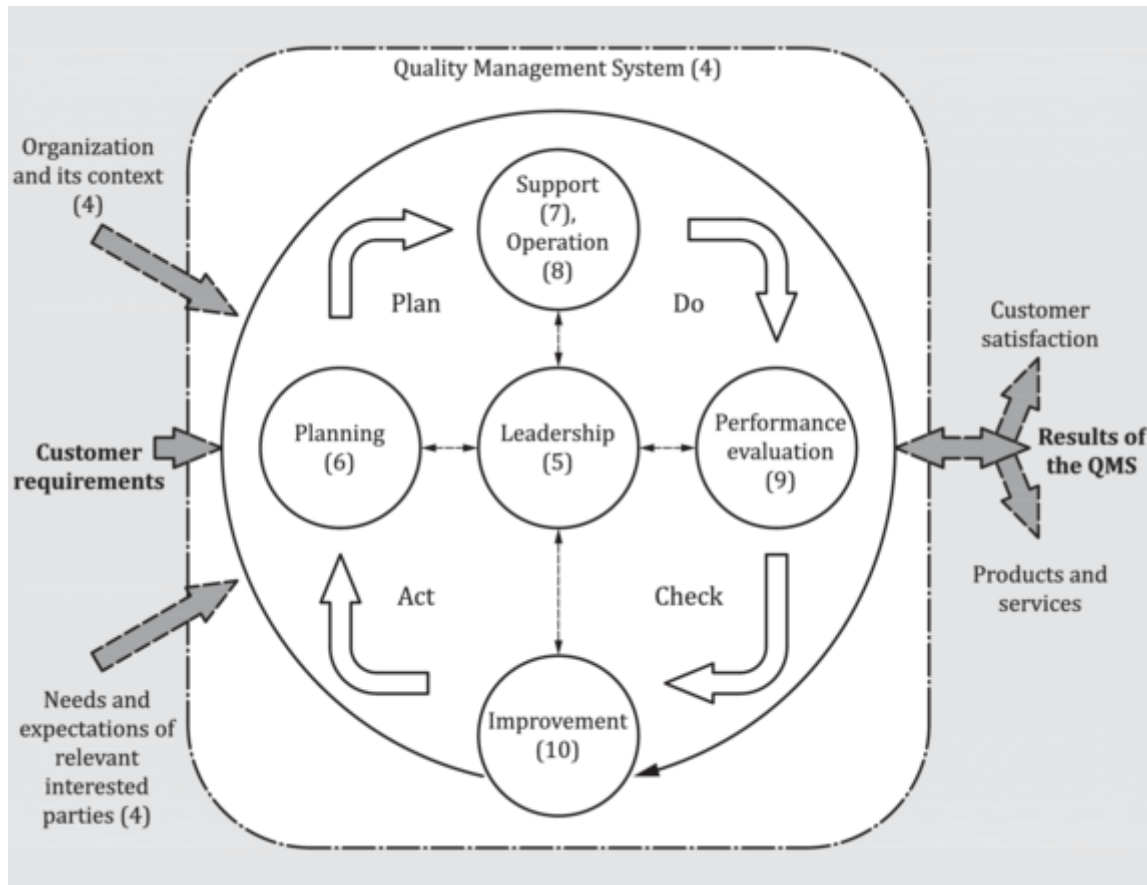 Quality Management System (4)
Organization
and its context
(4)
Support
(7),
Operation
(8)
Plan
Do
Customer
satisfaction
Planning
(6)
Leadership
(5)
Performance
evaluation
(9)
Customer
requirements
Results of
the QMS
Act
Check
Products and
services
Improvement
(10)
Needs and
expectations of
relevant
interested
parties (4)